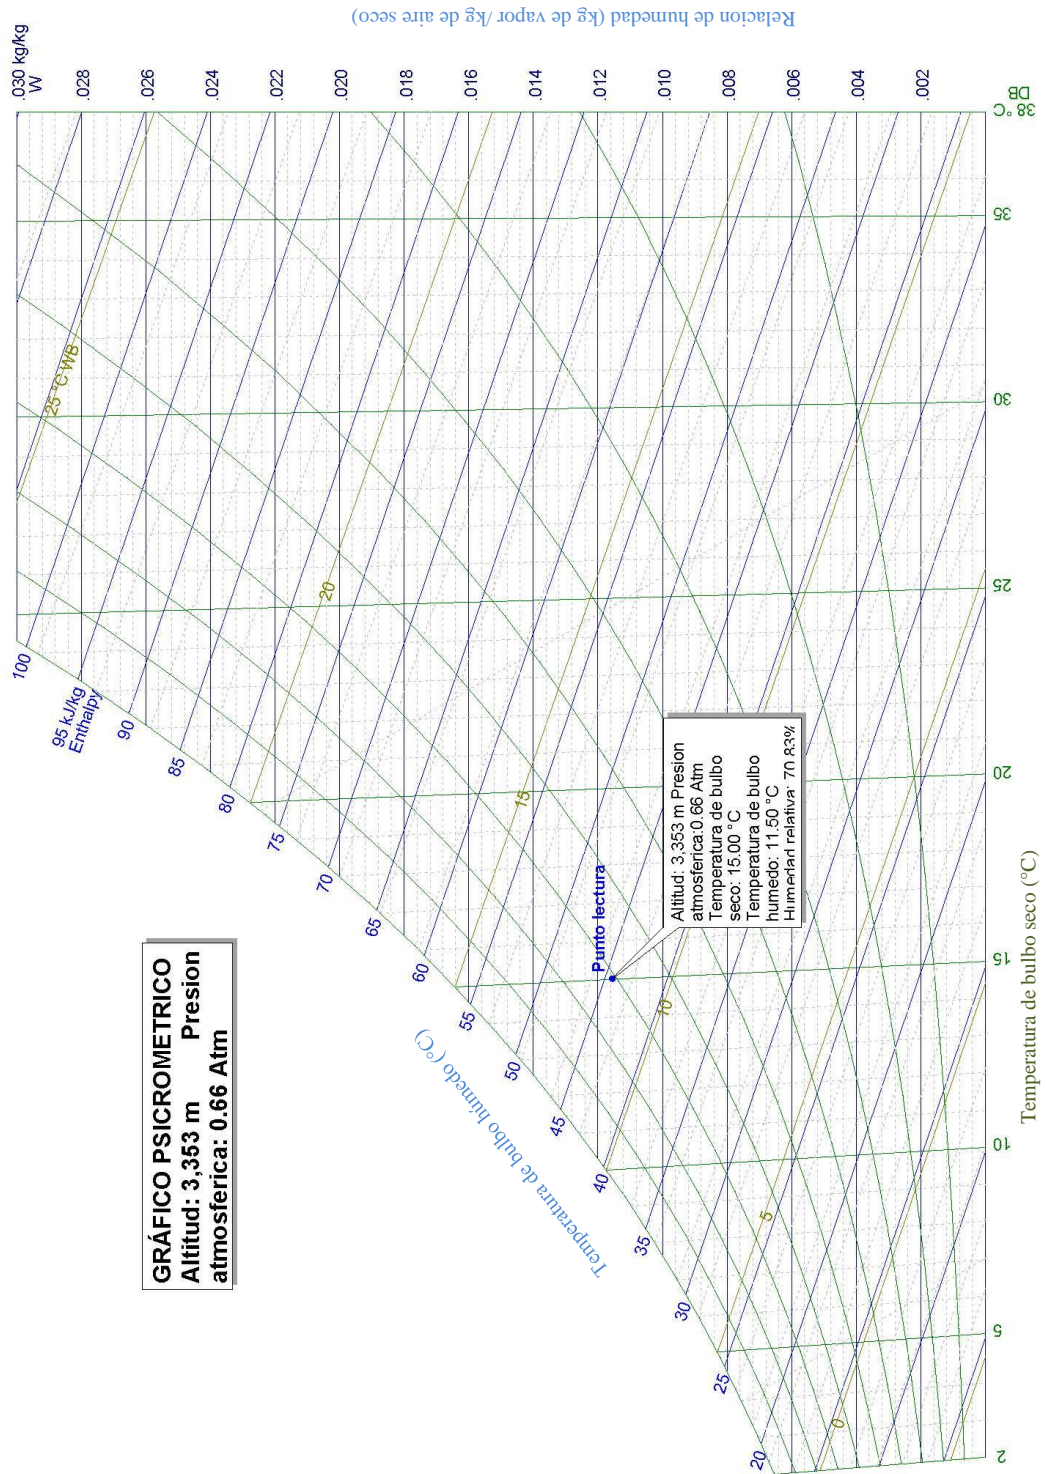 GRÁFICO PSICROMETRICO
Altitud: 3,353 m Presion
atmosferica: 0.66 Atm
Temperatura de bulbo húmedo (°C)
20
25
30
35
40
45
50
55
60
65
70
75
80
85
90
95 kJ/kg
Enthalpy
100
0
5
10
15
20
25 °C WB
Punto lectura
Altitud: 3,353 m Presion
atmosferica:0.66 Atm
Temperatura de bulbo
seco: 15.00 °C
Temperatura de bulbo
humedo: 11.50 °C
Humedad relativa: 70.83%
Relacion de humedad (kg de vapor /kg de aire seco)
.030 kg/kg
W
.028
.026
.024
.022
.020
.018
.016
.014
.012
.010
.008
.006
.004
.002
2
5
10
15
20
25
30
35
38°C
DB
Temperatura de bulbo seco (°C)